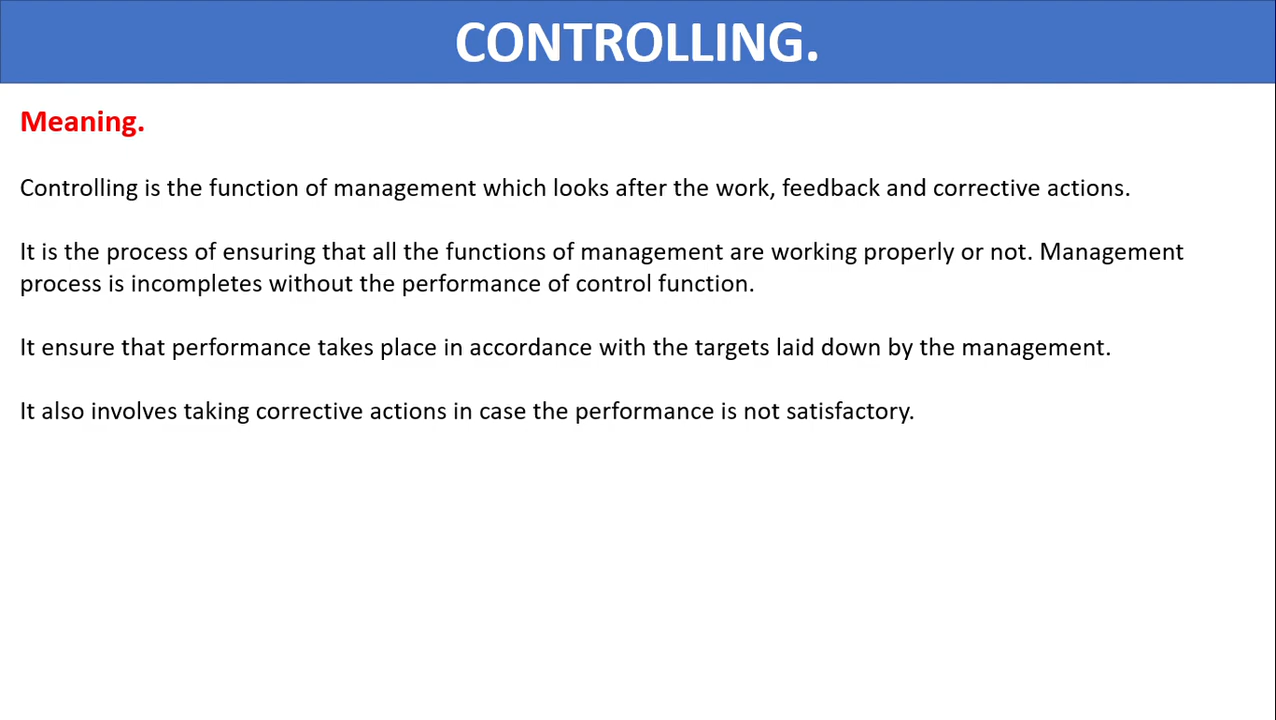 CONTROLLING.
Meaning.
Controlling is the function of management which looks after the work, feedback and corrective actions.
It is the process of ensuring that all the functions of management are working properly or not. Management
process is incompletes without the performance of control function.
It ensure that performance takes place in accordance with the targets laid down by the management.
It also involves taking corrective actions in case the performance is not satisfactory.